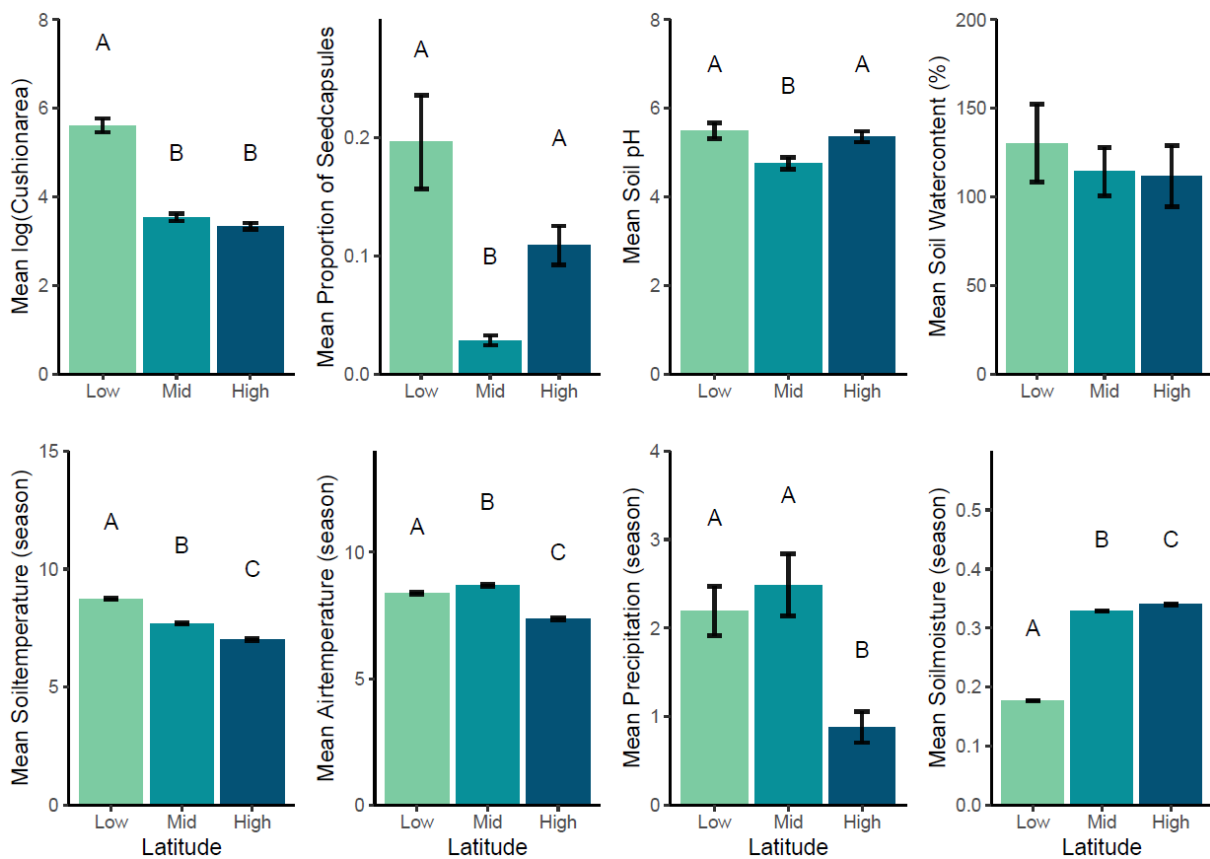 Mean log(Cushionarea)
8
6
4
2
0
A
B
B
Low Mid High
Mean Proportion of Seedcapsules
0.2
0.1
0.0
A
B
A
Low Mid High
Mean Soil pH
8
6
4
2
0
A
B
A
Low Mid High
Mean Soil Watercontent (%)
200
150
100
50
0
Low Mid High
Mean Soiltemperature (season)
15
10
5
0
A
B
C
Low Mid High
Latitude
Mean Airtemperature (season)
10
5
0
A
B
C
Low Mid High
Latitude
Mean Precipitation (season)
4
3
2
1
0
A
A
B
Low Mid High
Latitude
Mean Soilmoisture (season)
0.5
0.4
0.3
0.2
0.1
0.0
A
B
C
Low Mid High
Latitude